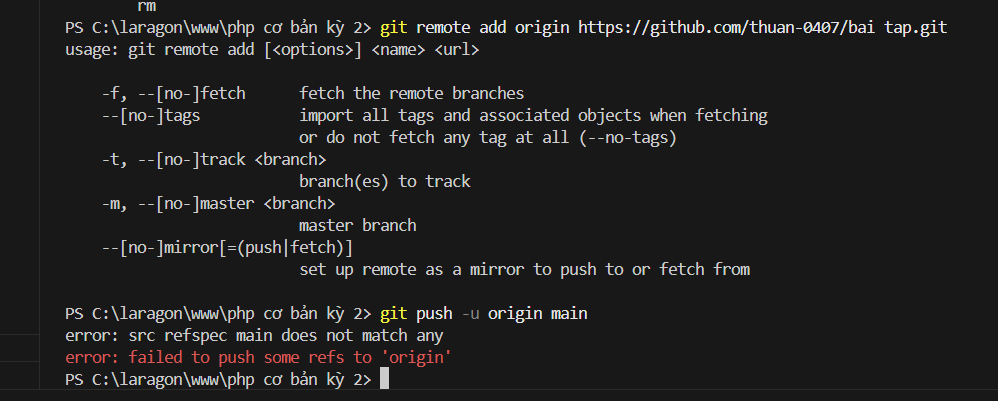 rm
PS C:\laragon\www\php cơ bản kỳ 2> git remote add origin https://github.com/thuan-0407/bai tap.git
usage: git remote add [<options>] <name> <url>

    -f, --[no-]fetch      fetch the remote branches
    --[no-]tags           import all tags and associated objects when fetching
                          or do not fetch any tag at all (--no-tags)
    -t, --[no-]track <branch>
                          branch(es) to track
    -m, --[no-]master <branch>
                          master branch
    --[no-]mirror[=(push|fetch)]
                          set up remote as a mirror to push to or fetch from

PS C:\laragon\www\php cơ bản kỳ 2> git push -u origin main
error: src refspec main does not match any
error: failed to push some refs to 'origin'
PS C:\laragon\www\php cơ bản kỳ 2>